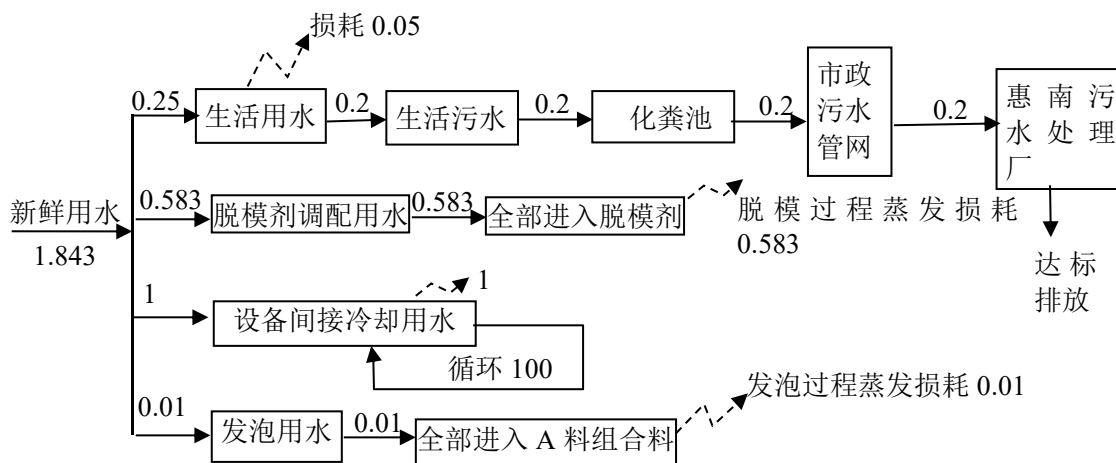 损耗 0.05
0.25
生活用水
0.2
生活污水
0.2
化粪池
0.2
市政
污水
管网
0.2
惠南污
水处理
厂
新鲜用水
1.843
0.583
脱模剂调配用水
0.583
全部进入脱模剂
脱模过程蒸发损耗
0.583
达标
排放
1
设备间接冷却用水
1
循环 100
0.01
发泡用水
0.01
全部进入 A 料组合料
发泡过程蒸发损耗 0.01